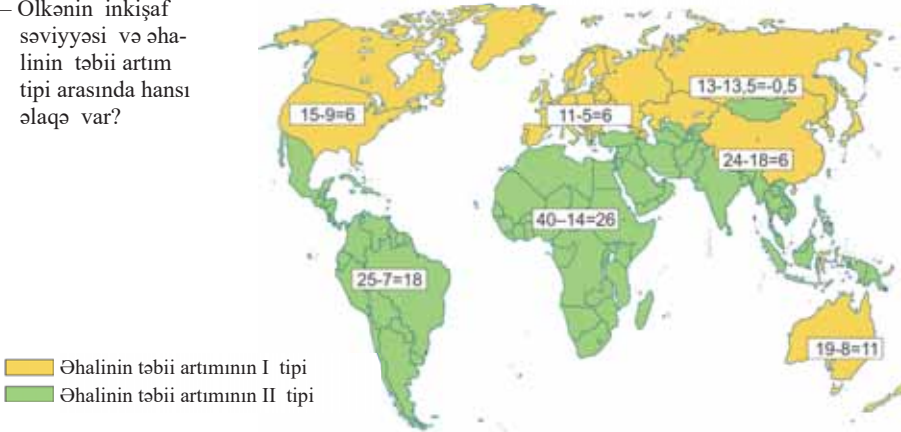 – Ölkənin inkişaf
səviyyəsi və əha-
linin təbii artım
tipi arasında hansı
əlaqə var?
13-13,5=-0,5
15-9=6
11-5=6
24-18=6
40–14=26
25-7=18
19-8=11
Əhalinin təbii artımının I tipi
Əhalinin təbii artımının II tipi